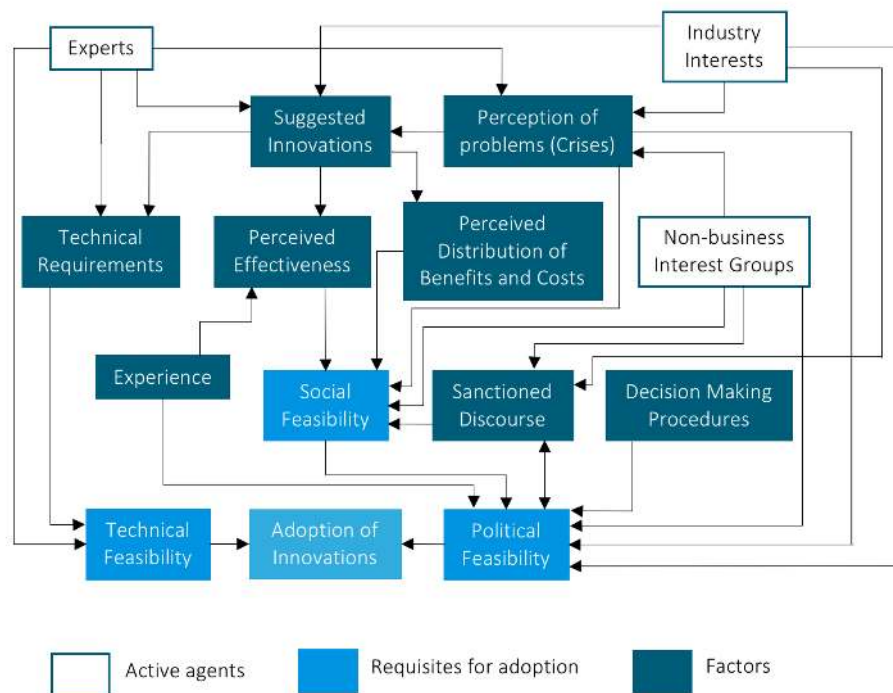 Experts
Industry
Interests
Suggested
Innovations
Perception of
problems (Crises)
Technical
Requirements
Perceived
Effectiveness
Perceived
Distribution of
Benefits and Costs
Non-business
Interest Groups
Experience
Social
Feasibility
Sanctioned
Discourse
Decision Making
Procedures
Technical
Feasibility
Adoption of
Innovations
Political
Feasibility
Active agents
Requisites for adoption
Factors